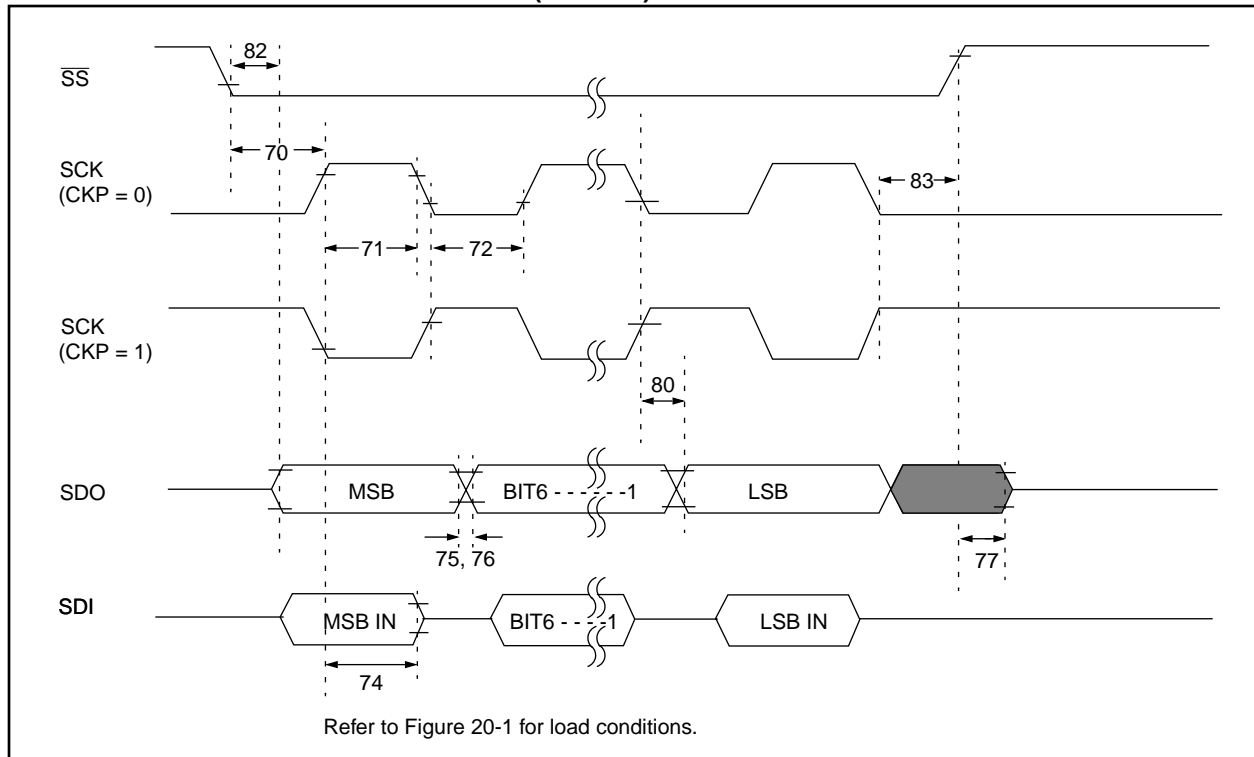 82
SS
70
SCK
(CKP = 0)
83
71
72
SCK
(CKP = 1)
80
SDO
MSB
BIT6 - - - - - -1
LSB
75, 76
77
SDI
MSB IN
BIT6 - - - -1
LSB IN
74
Refer to Figure 20-1 for load conditions.